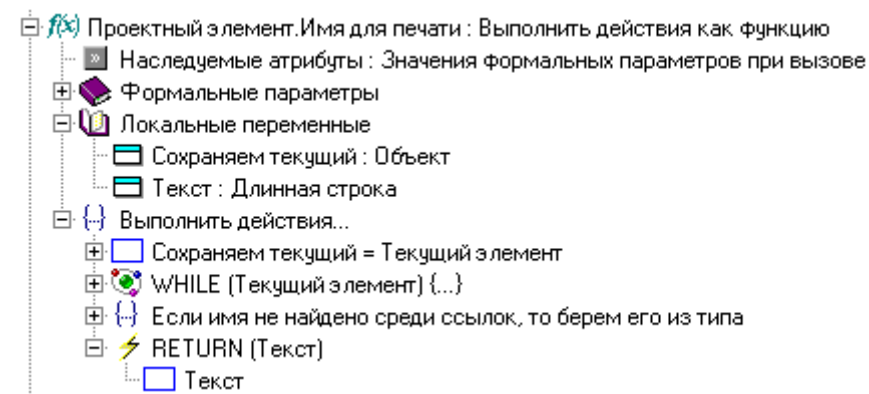 f(x) Проектный элемент.Имя для печати : Выполнить действия как функцию
» Наследуемые атрибуты : Значения формальных параметров при вызове
Формальные параметры
Локальные переменные
Сохраняем текущий : Объект
Текст : Длинная строка
{..} Выполнить действия...
Сохраняем текущий = Текущий элемент
WHILE (Текущий элемент) {...}
{..} Если имя не найдено среди ссылок, то берем его из типа
RETURN (Текст)
Текст